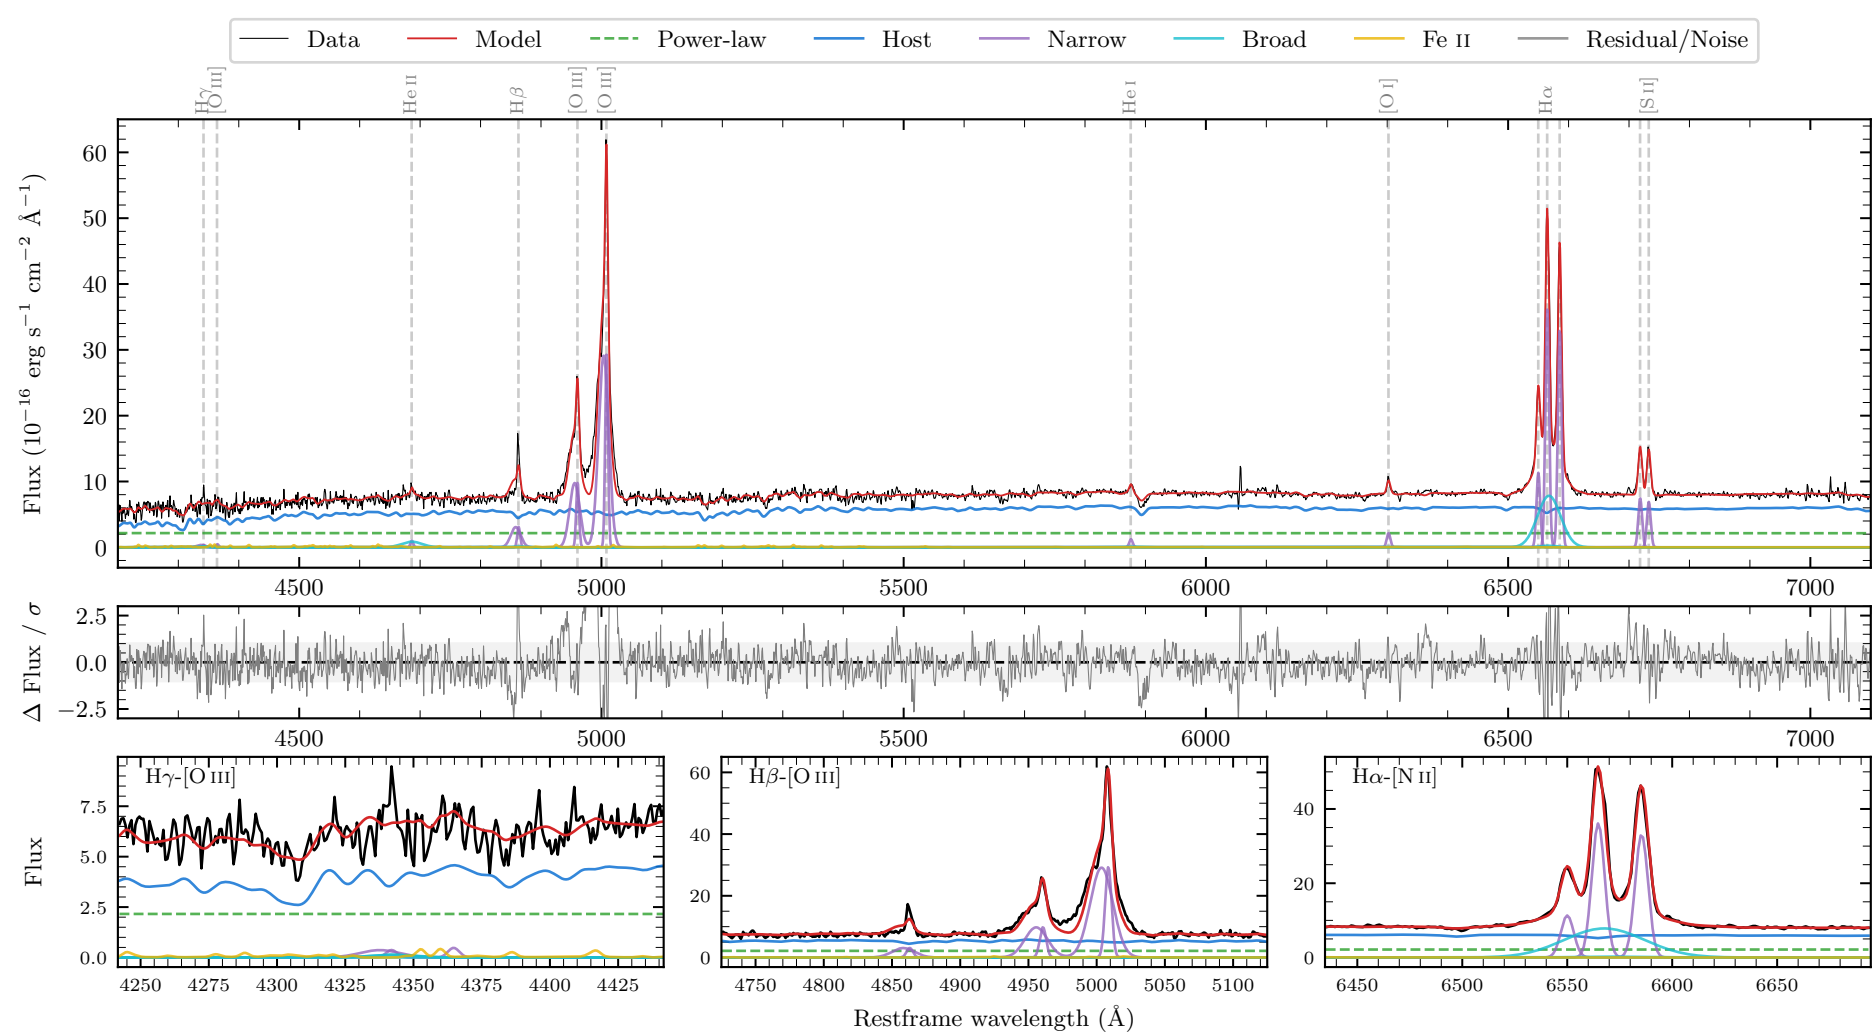 Data Model Power-law Host Narrow Broad Fe II Residual/Noise
Hγ [O III] He II Hβ [O III] [O III] He I [O I] Hα [S II]
Flux (10−16 erg s−1 cm−2 Å−1)
60
50
40
30
20
10
0
4500 5000 5500 6000 6500 7000
Δ Flux / σ
2.5
0.0
−2.5
4500 5000 5500 6000 6500 7000
Flux
Hγ-[O III]
7.5
5.0
2.5
0.0
4250 4275 4300 4325 4350 4375 4400 4425
Hβ-[O III]
60
40
20
0
4750 4800 4850 4900 4950 5000 5050 5100
Hα-[N II]
40
20
0
6450 6500 6550 6600 6650
Restframe wavelength (Å)